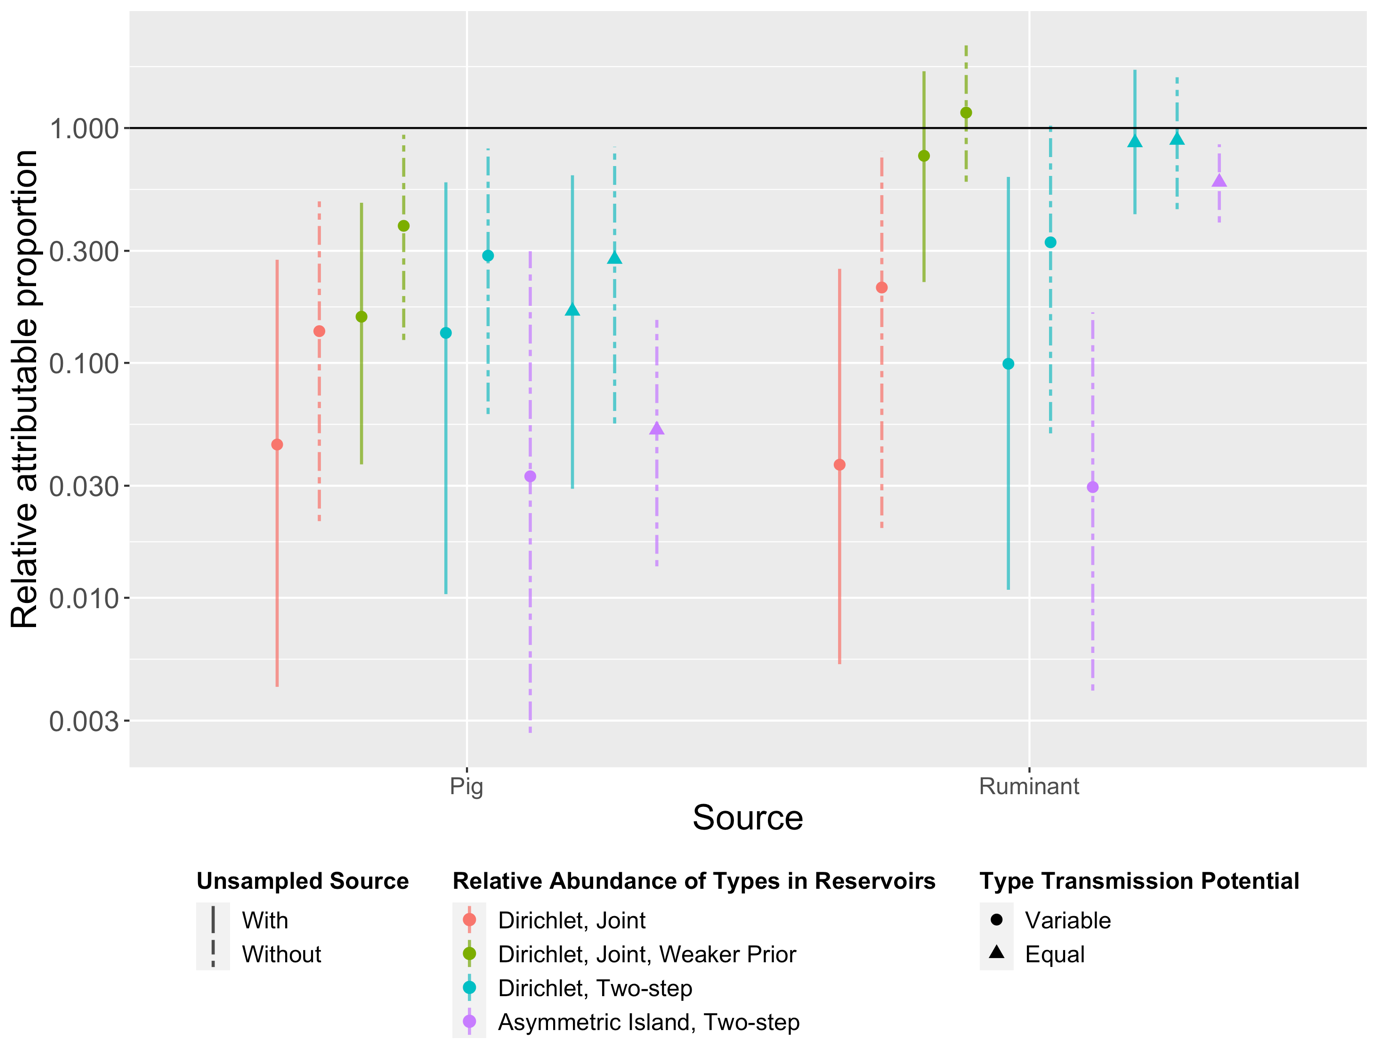 Relative attributable proportion
1.000
0.300
0.100
0.030
0.010
0.003
Pig
Ruminant
Source
Unsampled Source
With
Without
Relative Abundance of Types in Reservoirs
Dirichlet, Joint
Dirichlet, Joint, Weaker Prior
Dirichlet, Two-step
Asymmetric Island, Two-step
Type Transmission Potential
Variable
Equal